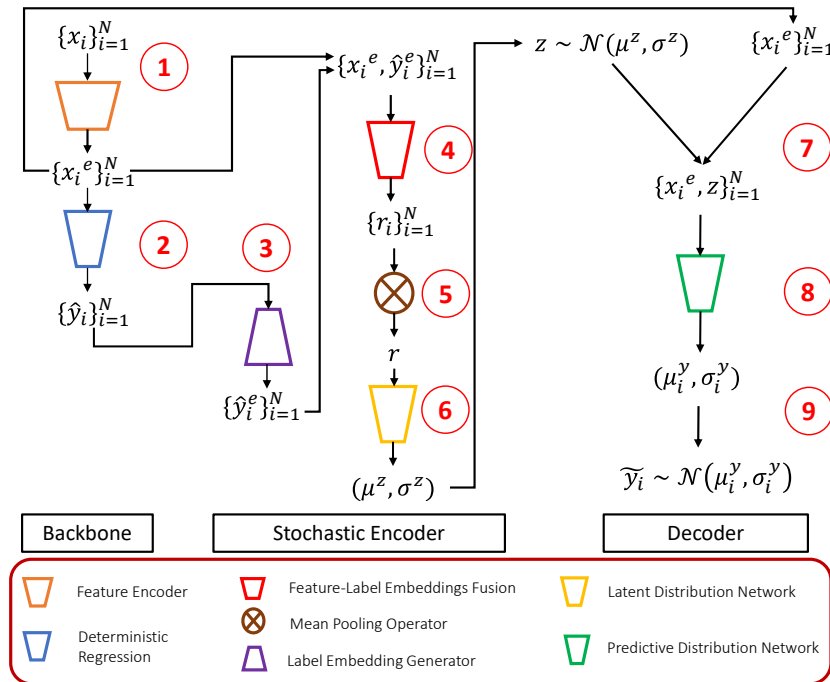 {x_i}_{i=1}^N
1
{x_i^e}_{i=1}^N
2
{ŷ_i}_{i=1}^N
3
{ŷ_i^e}_{i=1}^N
{x_i^e, ŷ_i^e}_{i=1}^N
4
{r_i}_{i=1}^N
5
r
6
(μ^z, σ^z)
z ~ 𝒩(μ^z, σ^z)
{x_i^e}_{i=1}^N
7
{x_i^e, z}_{i=1}^N
8
(μ_i^y, σ_i^y)
9
ỹ_i ~ 𝒩(μ_i^y, σ_i^y)
Backbone
Stochastic Encoder
Decoder
Feature Encoder
Deterministic
Regression
Feature-Label Embeddings Fusion
Mean Pooling Operator
Label Embedding Generator
Latent Distribution Network
Predictive Distribution Network